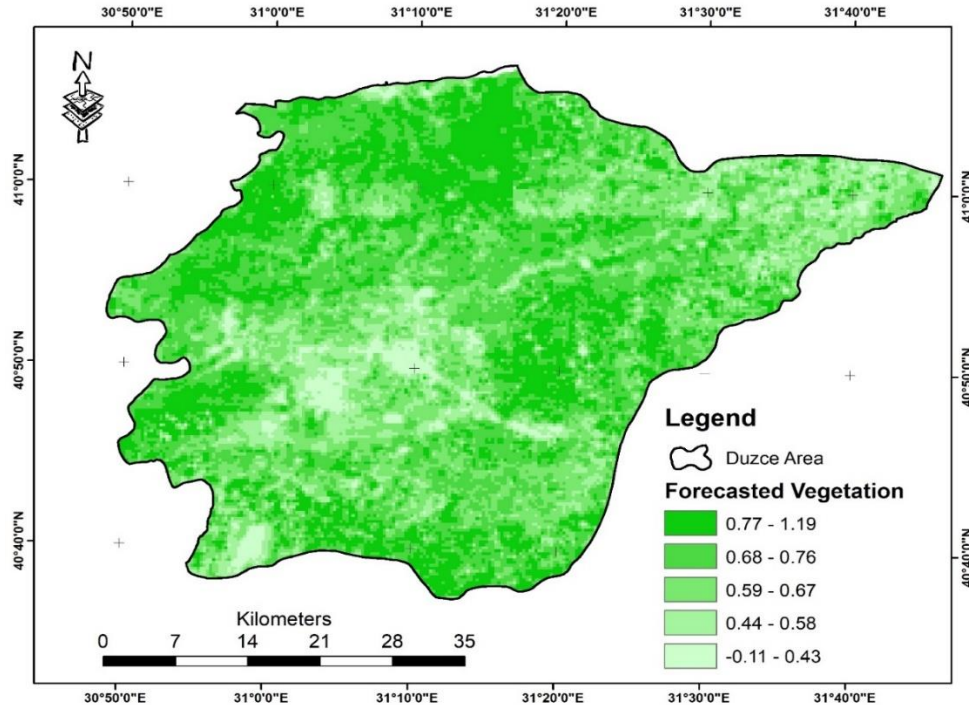 30°50'0"E 31°0'0"E 31°10'0"E 31°20'0"E 31°30'0"E 31°40'0"E
N
41°0'0"N
41°0'0"N
40°50'0"N
40°50'0"N
40°40'0"N
40°40'0"N
Legend
Duzce Area
Forecasted Vegetation
0.77 - 1.19
0.68 - 0.76
0.59 - 0.67
0.44 - 0.58
-0.11 - 0.43
Kilometers
0 7 14 21 28 35
30°50'0"E 31°0'0"E 31°10'0"E 31°20'0"E 31°30'0"E 31°40'0"E